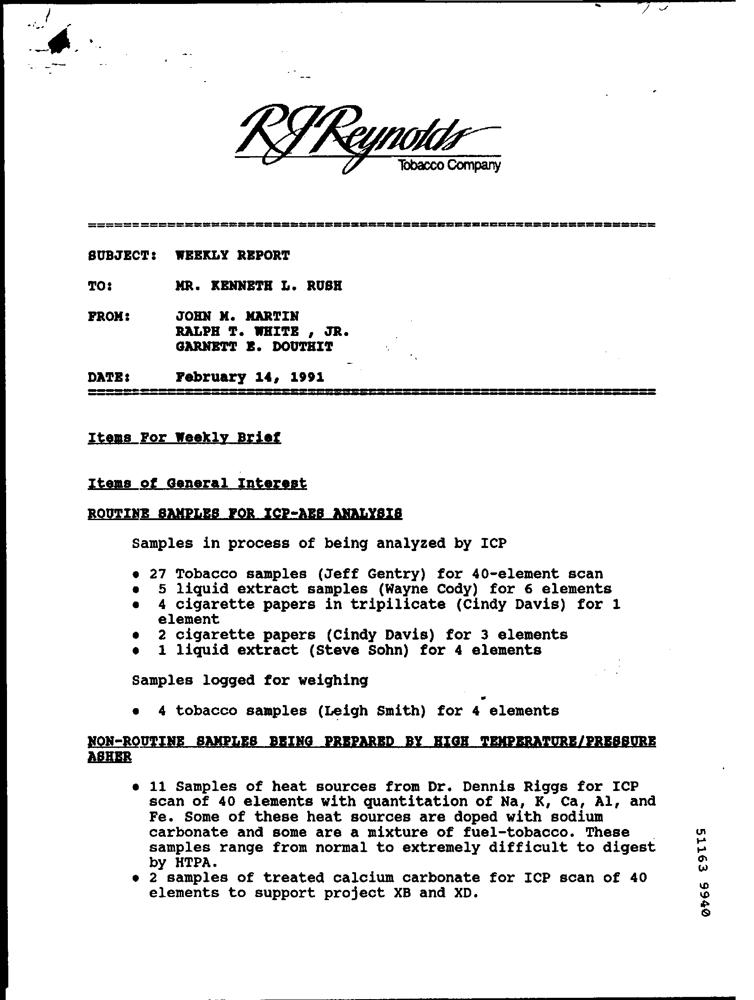 RJReynolds
Tobacco Company
SUBJECT: WEEKLY REPORT
TO: MR. KENNETH L. RUSH
FROM: JOHN M. MARTIN
RALPH T. WHITE , JR.
GARNETT E. DOUTHIT
DATE: February 14, 1991
Items For Weekly Brief
Items of General Interest
ROUTINE SAMPLES FOR ICP-AES ANALYSIS
Samples in process of being analyzed by ICP
• 27 Tobacco samples (Jeff Gentry) for 40-element scan
• 5 liquid extract samples (Wayne Cody) for 6 elements
• 4 cigarette papers in tripilicate (Cindy Davis) for 1
element
• 2 cigarette papers (Cindy Davis) for 3 elements
• 1 liquid extract (Steve Sohn) for 4 elements
Samples logged for weighing
• 4 tobacco samples (Leigh Smith) for 4 elements
NON-ROUTINE SAMPLES BEING PREPARED BY HIGH TEMPERATURE/PRESSURE
ASHER
• 11 Samples of heat sources from Dr. Dennis Riggs for ICP
scan of 40 elements with quantitation of Na, K, Ca, Al, and
Fe. Some of these heat sources are doped with sodium
carbonate and some are a mixture of fuel-tobacco. These
samples range from normal to extremely difficult to digest
by HTPA.
• 2 samples of treated calcium carbonate for ICP scan of 40
elements to support project XB and XD.
51163 9940